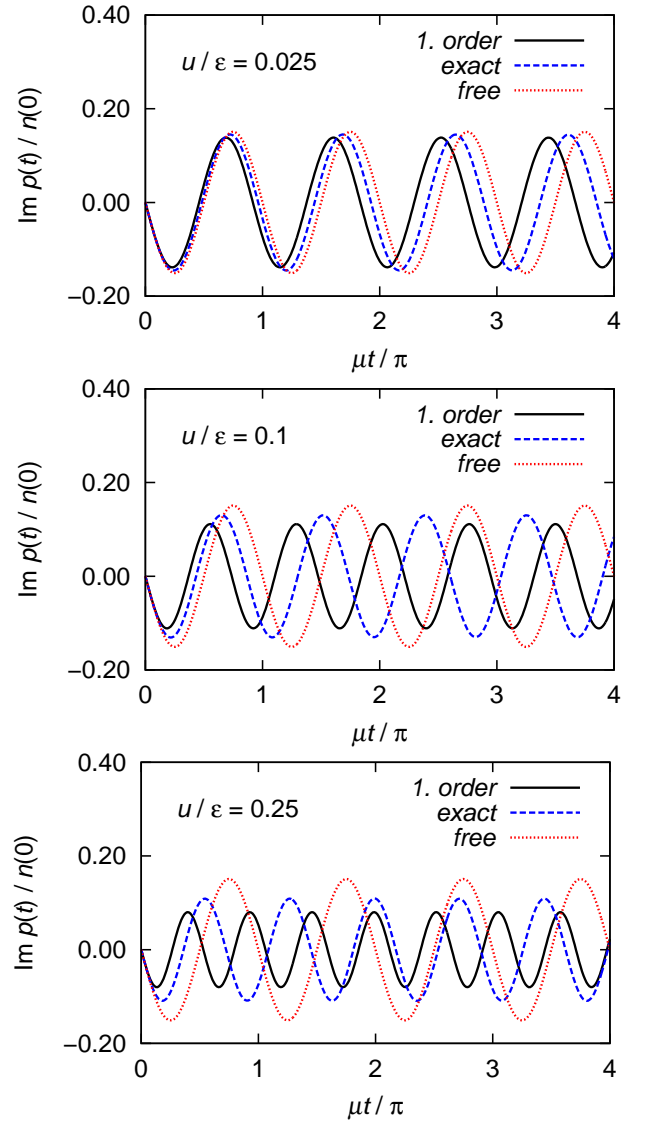 0.40
1. order
u / ε = 0.025
exact
free
0.20
Im p(t) / n(0)
0.00
−0.20
0 1 2 3 4
μt / π
0.40
1. order
u / ε = 0.1
exact
free
0.20
Im p(t) / n(0)
0.00
−0.20
0 1 2 3 4
μt / π
0.40
1. order
u / ε = 0.25
exact
free
0.20
Im p(t) / n(0)
0.00
−0.20
0 1 2 3 4
μt / π